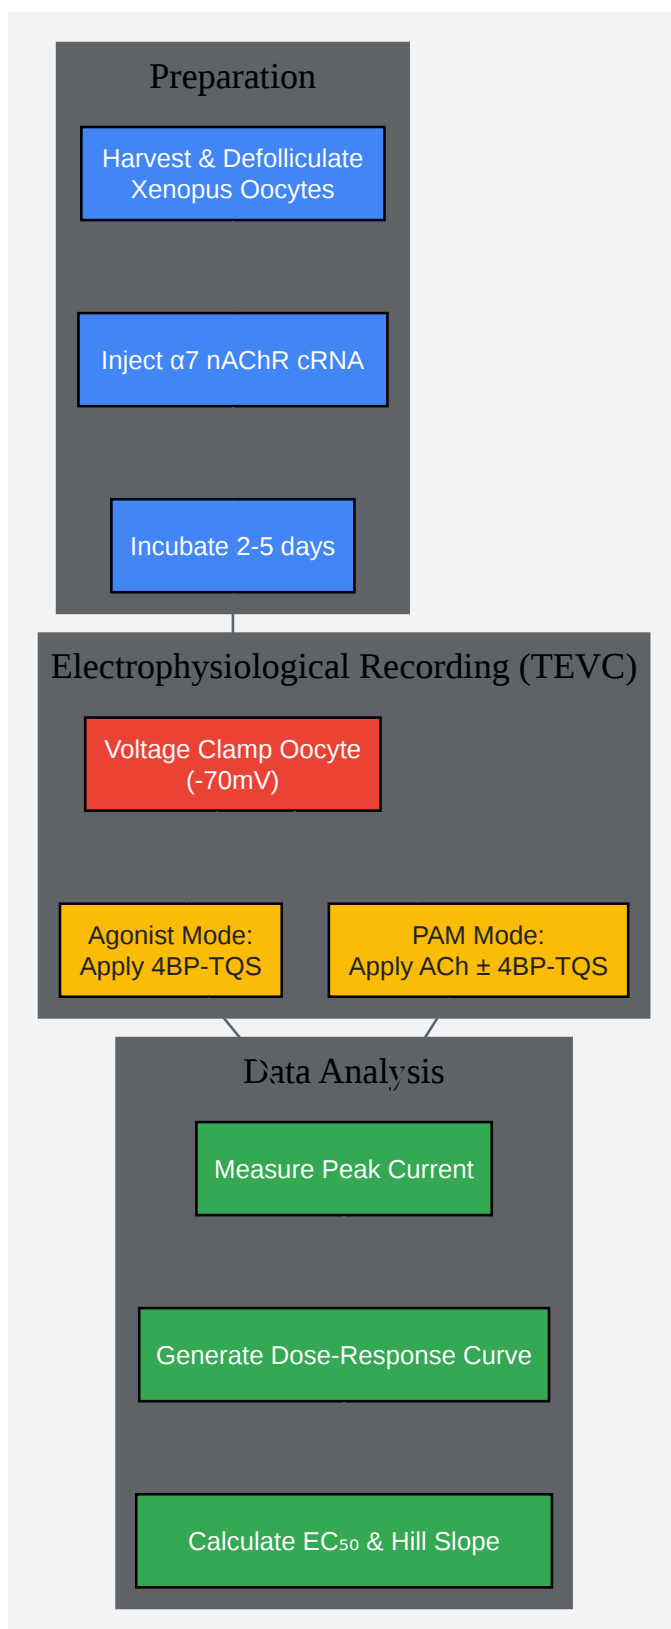 Preparation
Harvest & Defolliculate
Xenopus Oocytes
Inject α7 nAChR cRNA
Incubate 2-5 days
Electrophysiological Recording (TEVC)
Voltage Clamp Oocyte
(-70mV)
Agonist Mode:
Apply 4BP-TQS
PAM Mode:
Apply ACh ± 4BP-TQS
Data Analysis
Measure Peak Current
Generate Dose-Response Curve
Calculate EC₅₀ & Hill Slope